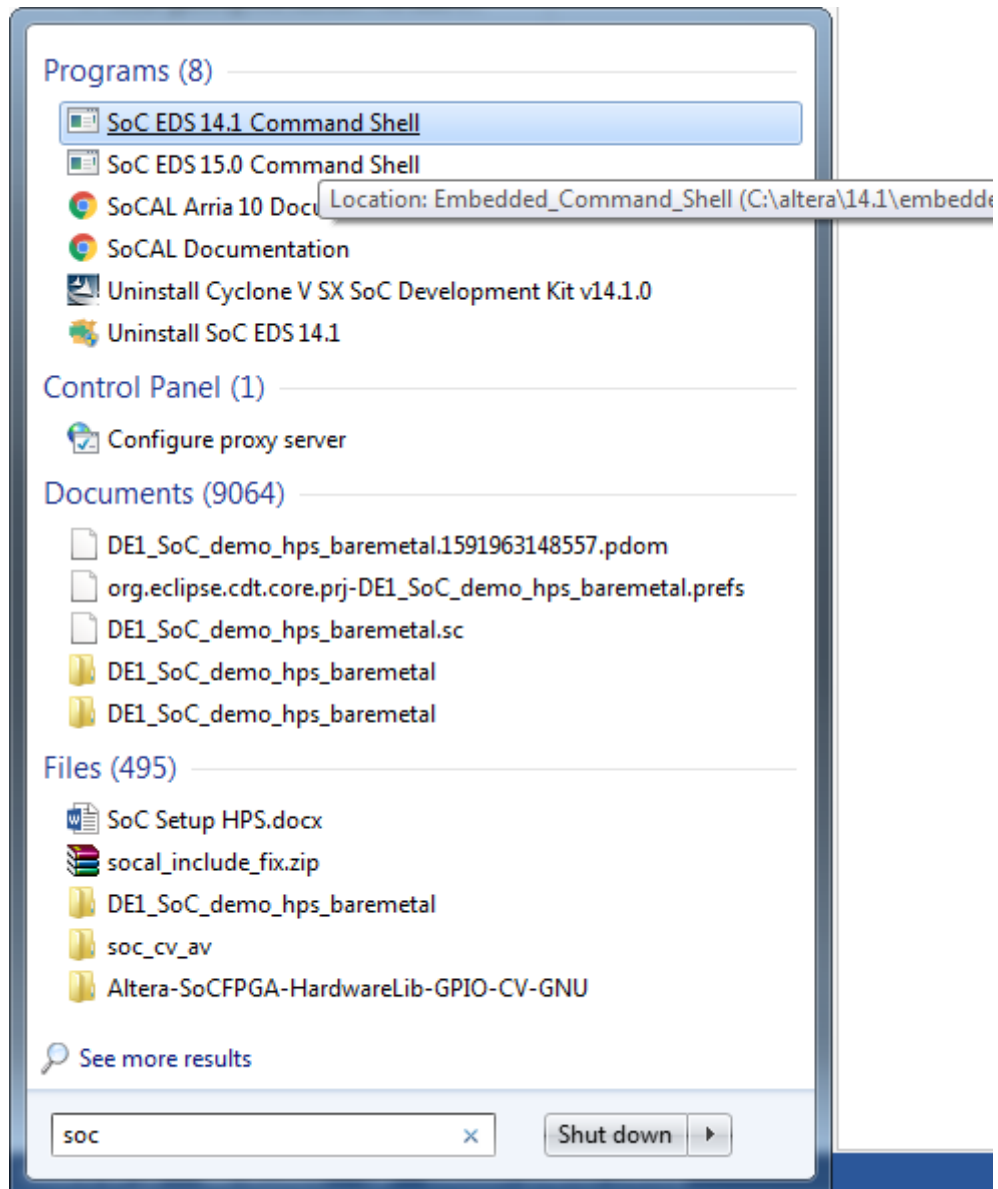 Programs (8)
SoC EDS 14.1 Command Shell
SoC EDS 15.0 Command Shell
SoCAL Arria 10 Docu
Location: Embedded_Command_Shell (C:\altera\14.1\embedde
SoCAL Documentation
Uninstall Cyclone V SX SoC Development Kit v14.1.0
Uninstall SoC EDS 14.1
Control Panel (1)
Configure proxy server
Documents (9064)
DE1_SoC_demo_hps_baremetal.1591963148557.pdom
org.eclipse.cdt.core.prj-DE1_SoC_demo_hps_baremetal.prefs
DE1_SoC_demo_hps_baremetal.sc
DE1_SoC_demo_hps_baremetal
DE1_SoC_demo_hps_baremetal
Files (495)
SoC Setup HPS.docx
socal_include_fix.zip
DE1_SoC_demo_hps_baremetal
soc_cv_av
Altera-SoCFPGA-HardwareLib-GPIO-CV-GNU
See more results
soc
Shut down